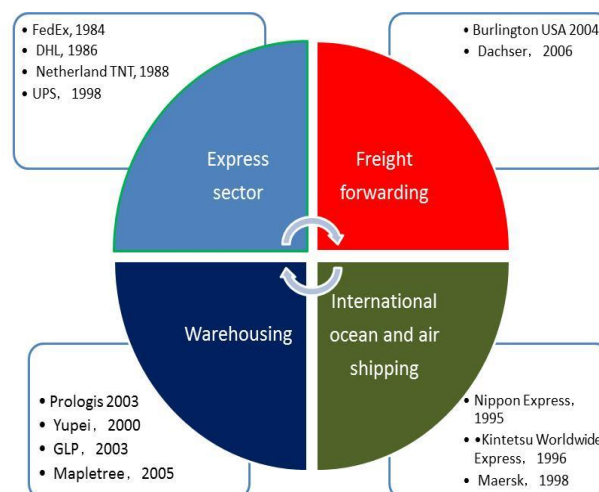 • FedEx, 1984
• DHL, 1986
• Netherland TNT, 1988
• UPS, 1998
• Burlington USA 2004
• Dachser, 2006
Express
sector
Freight
forwarding
Warehousing
International
ocean and air
shipping
• Prologis 2003
• Yupei, 2000
• GLP, 2003
• Mapletree, 2005
• Nippon Express,
1995
• •Kintetsu Worldwide
Express, 1996
• Maersk, 1998